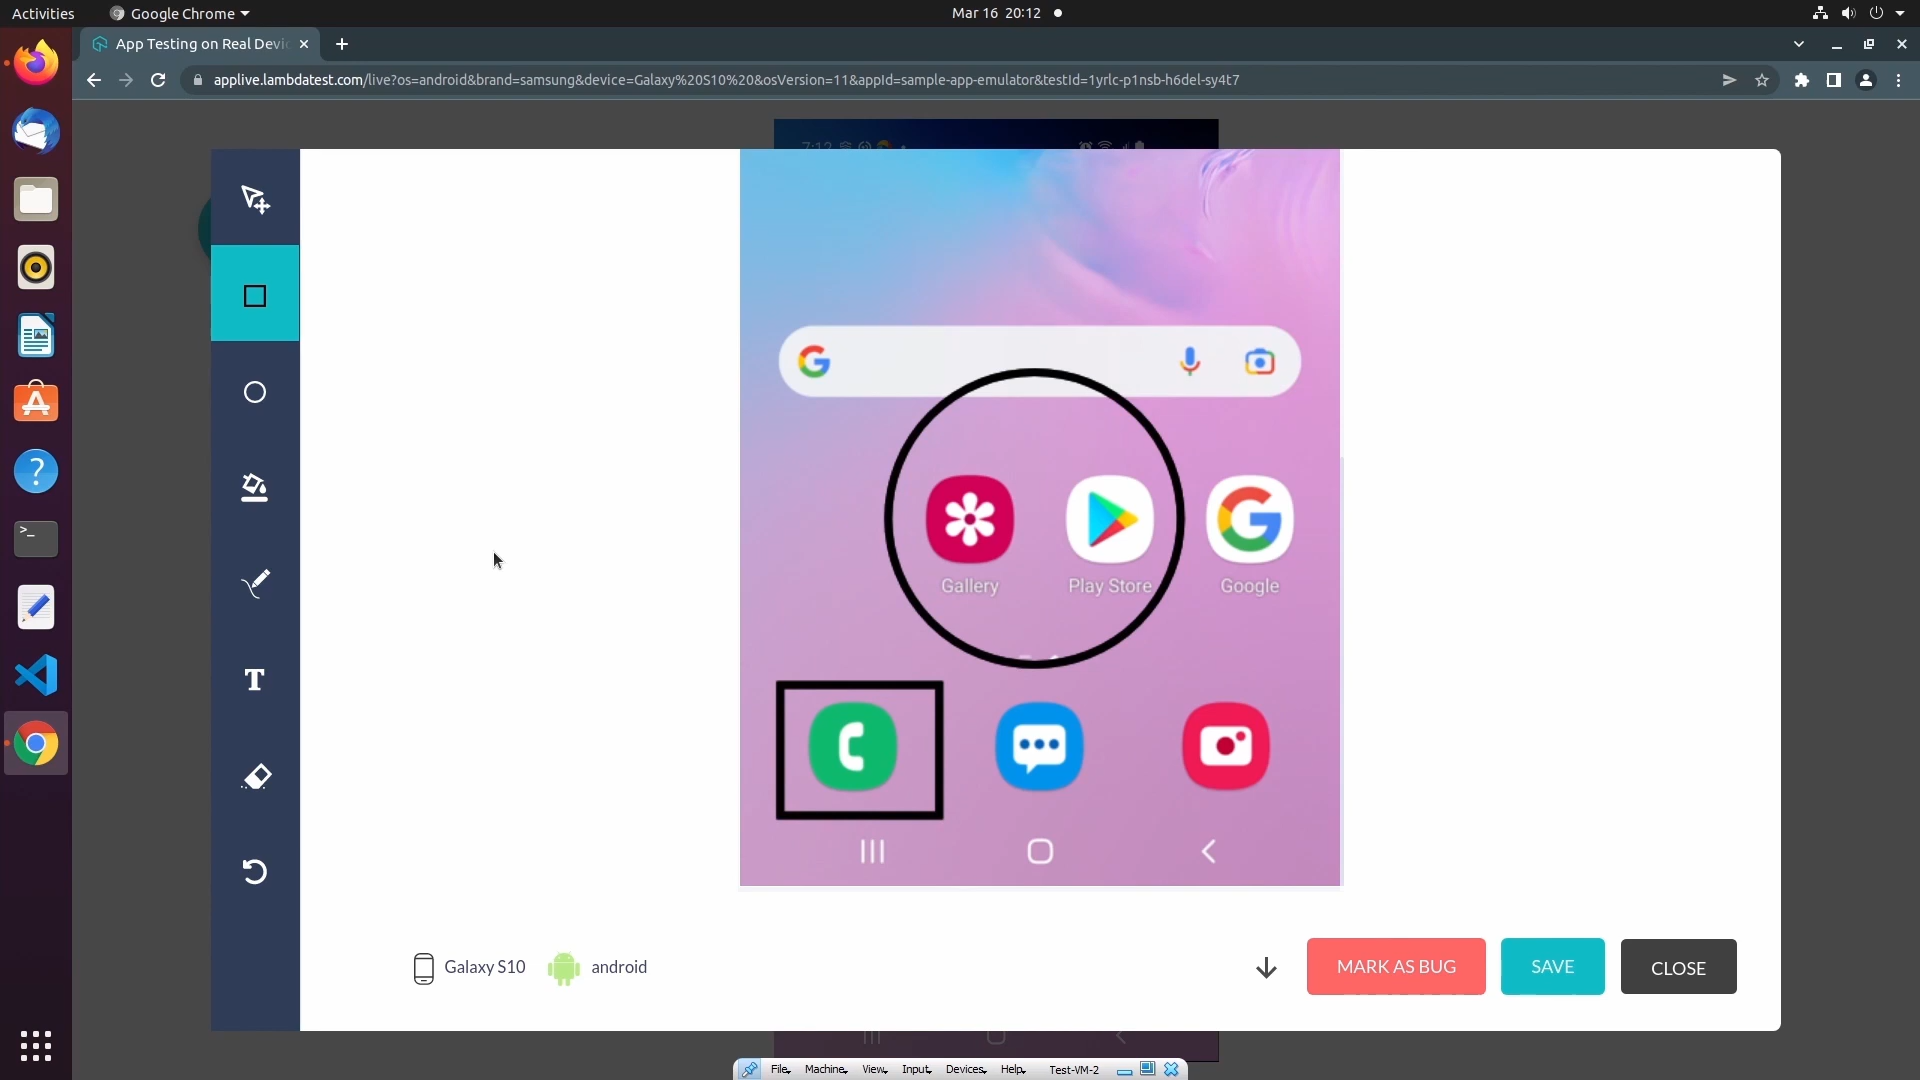 Activities
Google Chrome
Mar 16 20:12
App Testing on Real Devic
applive.lambdatest.com/live?os=android&brand=samsung&device=Galaxy%20S10%20&osVersion=11&appId=sample-app-emulator&testId=1yrlc-p1nsb-h6del-sy4t7
7:12
Gallery
Play Store
Google
T
Galaxy S10
android
MARK AS BUG
SAVE
CLOSE
File
Machine
View
Input
Devices
Help
Test-VM-2